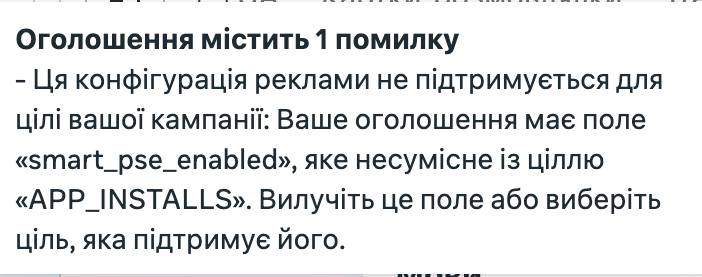 Оголошення містить 1 помилку
- Ця конфігурація реклами не підтримується для
цілі вашої кампанії: Ваше оголошення має поле
«smart_pse_enabled», яке несумісне із ціллю
«APP_INSTALLS». Вилучіть це поле або виберіть
ціль, яка підтримує його.